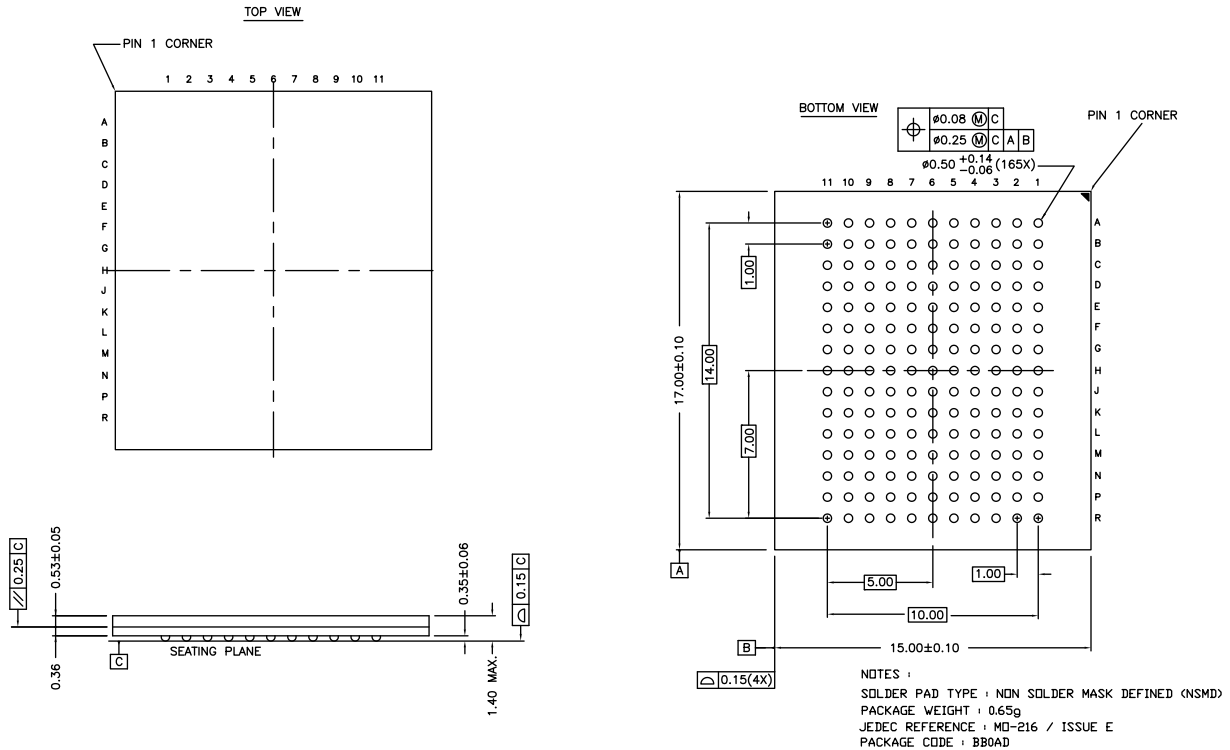 TOP VIEW
PIN 1 CORNER
1 2 3 4 5 6 7 8 9 10 11
A
B
C
D
E
F
G
H
J
K
L
M
N
P
R
// 0.25 C
0.53±0.05
0.36
C
SEATING PLANE
0.35±0.06
1.40 MAX.
⌓ 0.15 C
BOTTOM VIEW
PIN 1 CORNER
⌖ ø0.08 Ⓜ C
ø0.25 Ⓜ C A B
ø0.50 +0.14 -0.06 (165X)
11 10 9 8 7 6 5 4 3 2 1
A
B
C
D
E
F
G
H
J
K
L
M
N
P
R
1.00
17.00±0.10
14.00
7.00
A
5.00
1.00
10.00
B
15.00±0.10
⌓ 0.15(4X)
NOTES :
SOLDER PAD TYPE : NON SOLDER MASK DEFINED (NSMD)
PACKAGE WEIGHT : 0.65g
JEDEC REFERENCE : MO-216 / ISSUE E
PACKAGE CODE : BB0AD